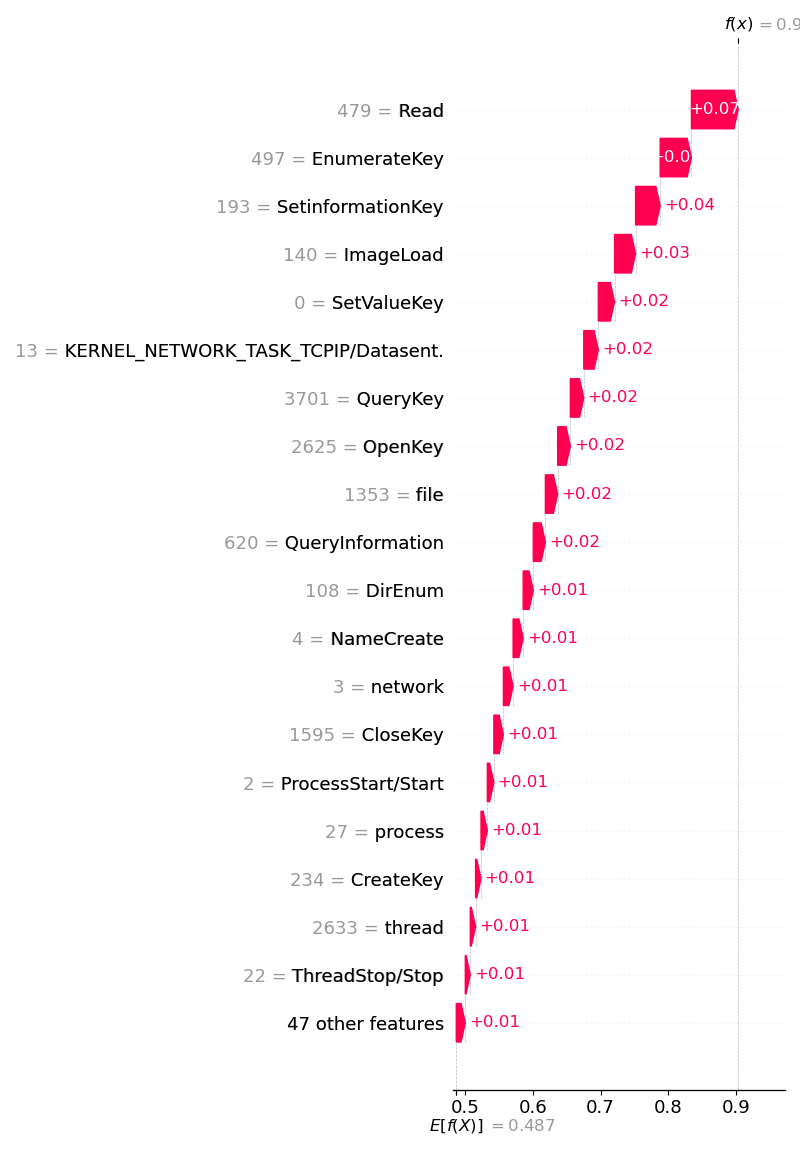 f(x) = 0.9
479 = Read +0.07
497 = EnumerateKey
193 = SetinformationKey +0.04
140 = ImageLoad +0.03
0 = SetValueKey +0.02
13 = KERNEL_NETWORK_TASK_TCPIP/Datasent. +0.02
3701 = QueryKey +0.02
2625 = OpenKey +0.02
1353 = file +0.02
620 = QueryInformation +0.02
108 = DirEnum +0.01
4 = NameCreate +0.01
3 = network +0.01
1595 = CloseKey +0.01
2 = ProcessStart/Start +0.01
27 = process +0.01
234 = CreateKey +0.01
2633 = thread +0.01
22 = ThreadStop/Stop +0.01
47 other features +0.01
0.5 0.6 0.7 0.8 0.9
E[f(X)] = 0.487